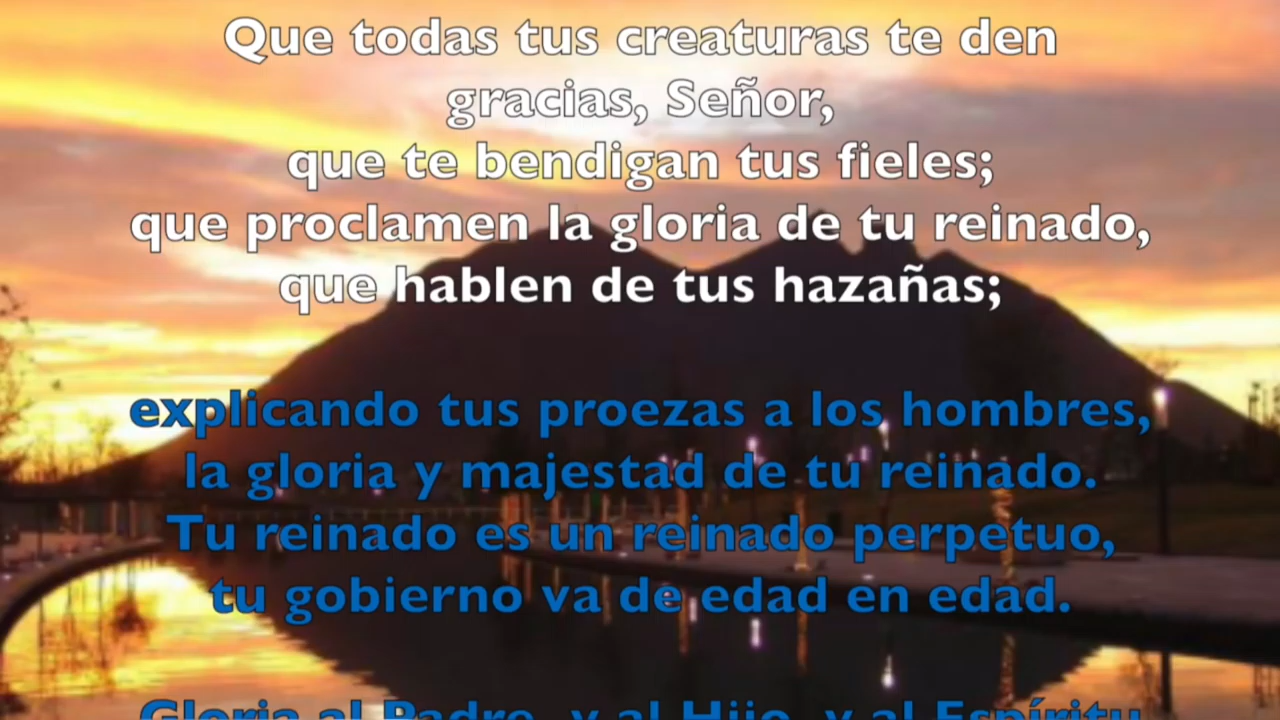 Que todas tus creaturas te den
gracias, Señor,
que te bendigan tus fieles;
que proclamen la gloria de tu reinado,
que hablen de tus hazañas;
explicando tus proezas a los hombres,
la gloria y majestad de tu reinado.
Tu reinado es un reinado perpetuo,
tu gobierno va de edad en edad.
Gloria al Padre, y al Hijo, y al Espíritu